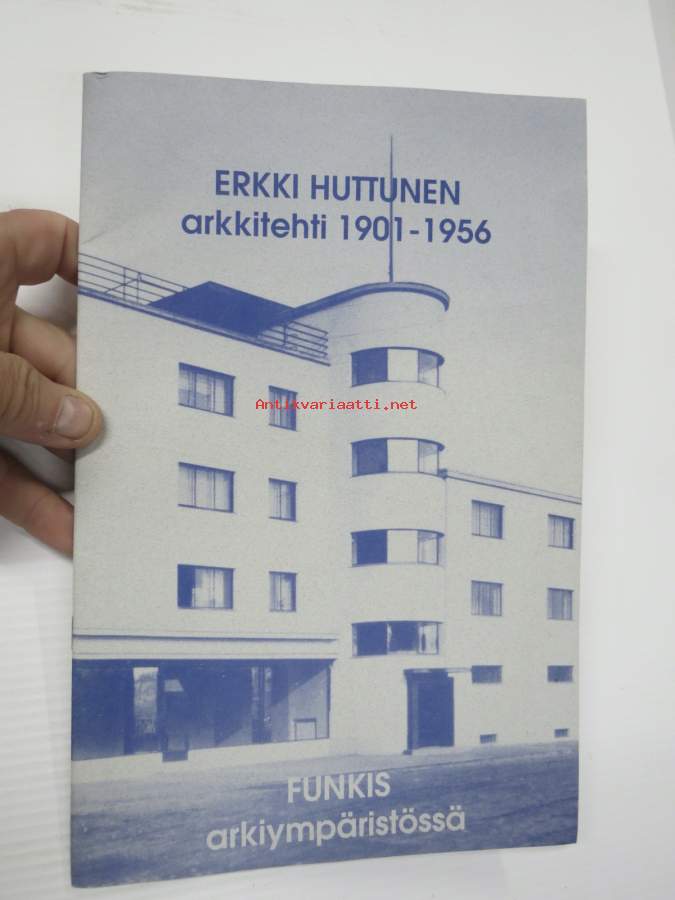 ERKKI HUTTUNEN
arkkitehti 1901-1956
Antikvariaatti.net
FUNKIS
arkiympäristössä